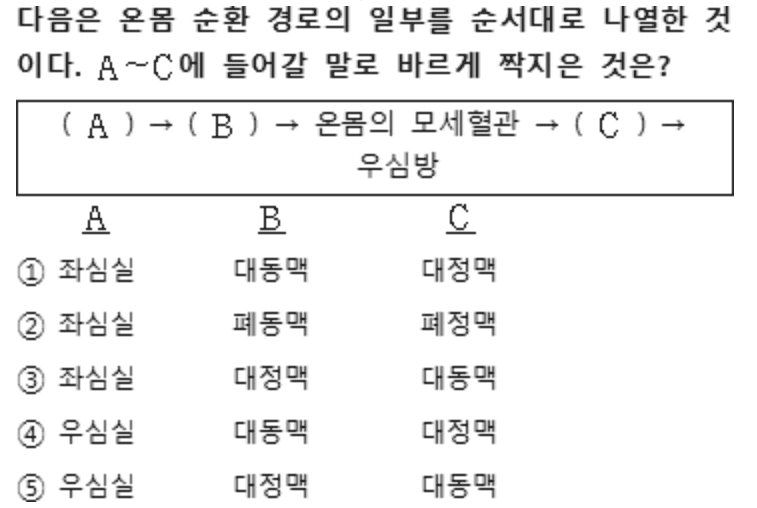 다음은 온몸 순환 경로의 일부를 순서대로 나열한 것
이다. A~C에 들어갈 말로 바르게 짝지은 것은?
( A ) → ( B ) → 온몸의 모세혈관 → ( C ) →
우심방
A B C
① 좌심실 대동맥 대정맥
② 좌심실 폐동맥 폐정맥
③ 좌심실 대정맥 대동맥
④ 우심실 대동맥 대정맥
⑤ 우심실 대정맥 대동맥